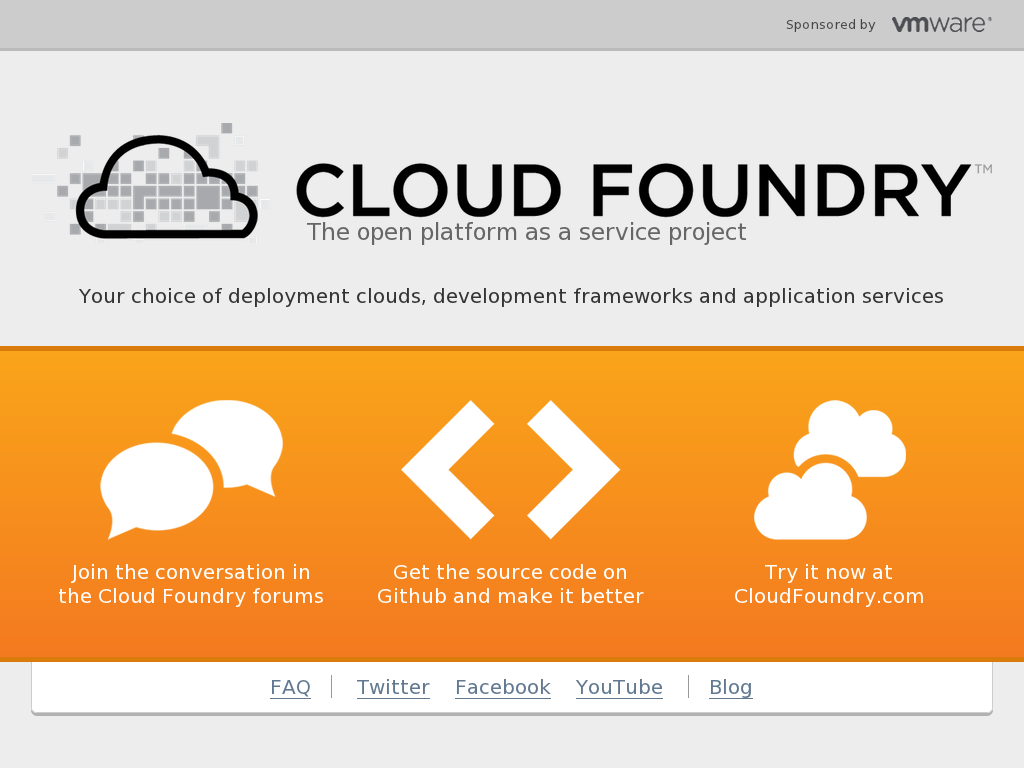 Sponsored by vmware®
CLOUD FOUNDRY™
The open platform as a service project
Your choice of deployment clouds, development frameworks and application services
Join the conversation in
the Cloud Foundry forums
Get the source code on
Github and make it better
Try it now at
CloudFoundry.com
FAQ Twitter Facebook YouTube Blog